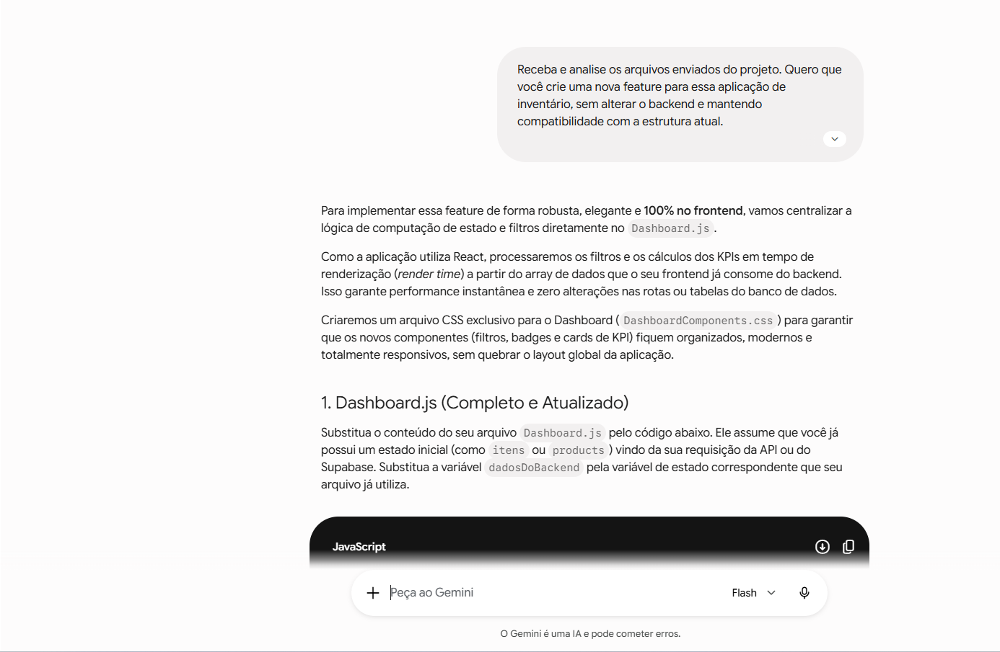 Receba e analise os arquivos enviados do projeto. Quero que
você crie uma nova feature para essa aplicação de
inventário, sem alterar o backend e mantendo
compatibilidade com a estrutura atual.
Para implementar essa feature de forma robusta, elegante e 100% no frontend, vamos centralizar a
lógica de computação de estado e filtros diretamente no Dashboard.js.
Como a aplicação utiliza React, processaremos os filtros e os cálculos dos KPIs em tempo de
renderização (render time) a partir do array de dados que o seu frontend já consome do backend.
Isso garante performance instantânea e zero alterações nas rotas ou tabelas do banco de dados.
Criaremos um arquivo CSS exclusivo para o Dashboard (DashboardComponents.css) para garantir
que os novos componentes (filtros, badges e cards de KPI) fiquem organizados, modernos e
totalmente responsivos, sem quebrar o layout global da aplicação.
1. Dashboard.js (Completo e Atualizado)
Substitua o conteúdo do seu arquivo Dashboard.js pelo código abaixo. Ele assume que você já
possui um estado inicial (como itens ou products) vindo da sua requisição da API ou do
Supabase. Substitua a variável dadosDoBackend pela variável de estado correspondente que seu
arquivo já utiliza.
JavaScript
Peça ao Gemini
Flash
O Gemini é uma IA e pode cometer erros.